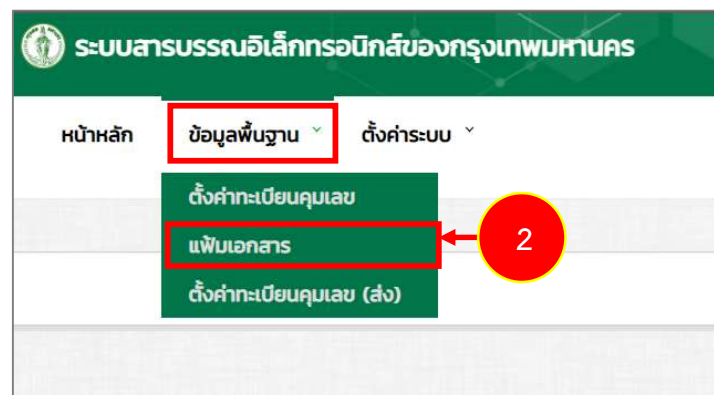 ระบบสารบรรณอิเล็กทรอนิกส์ของกรุงเทพมหานคร
หน้าหลัก ข้อมูลพื้นฐาน ตั้งค่าระบบ
ตั้งค่าทะเบียนคุมเลข
แฟ้มเอกสาร
2
ตั้งค่าทะเบียนคุมเลข (ส่ง)